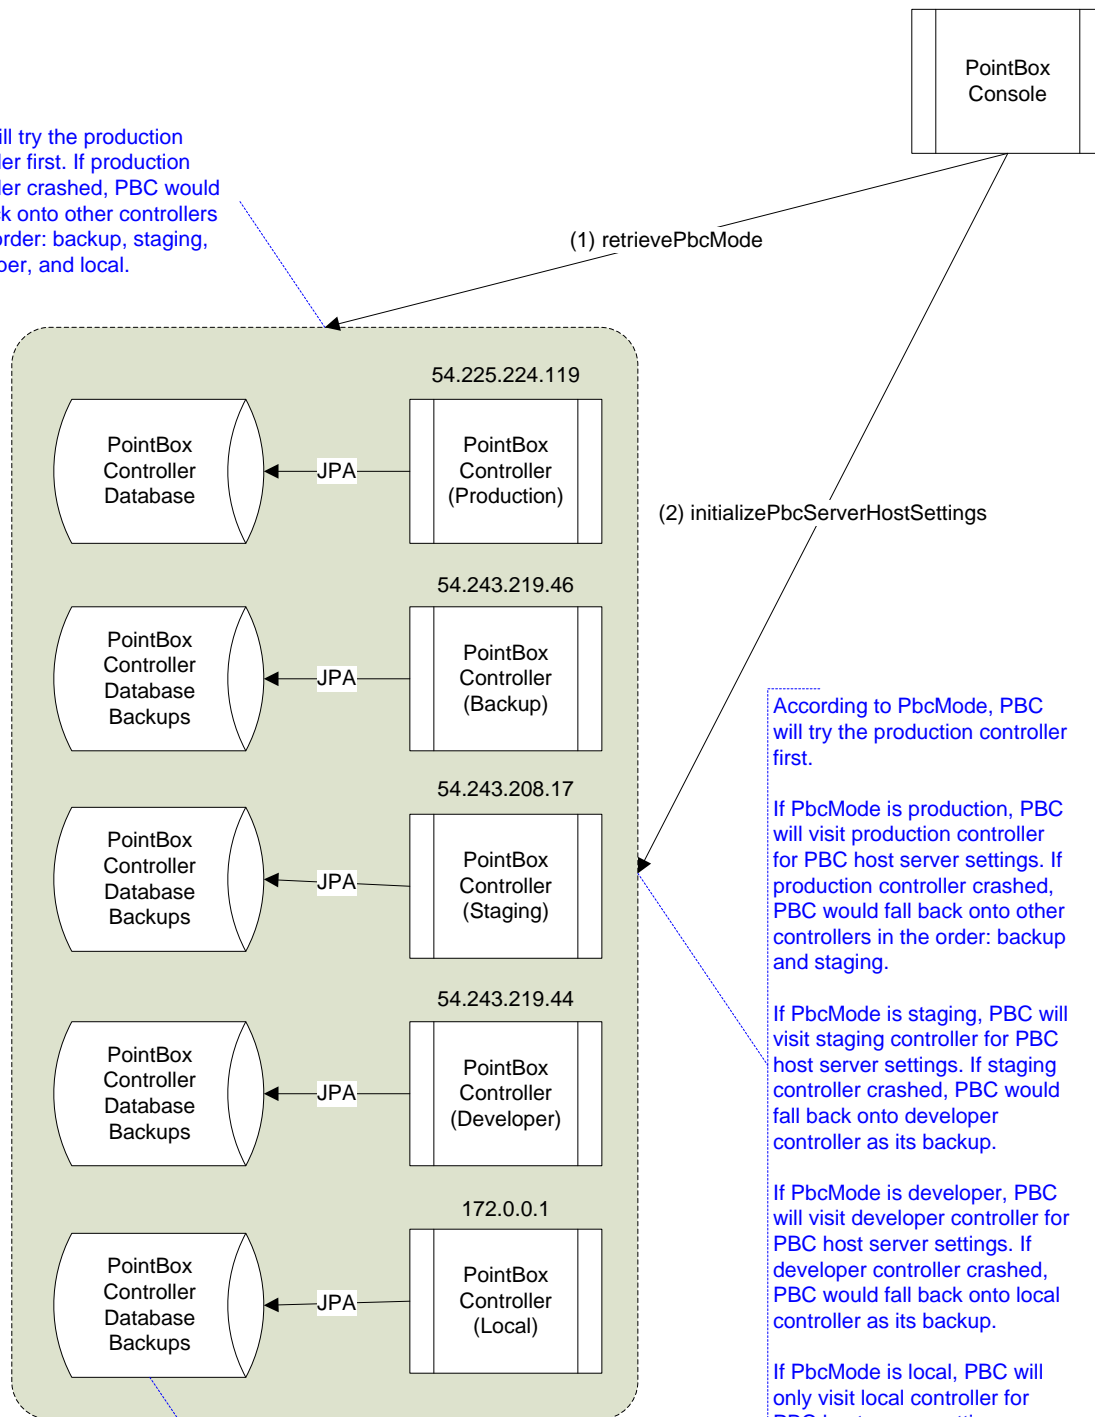 PointBox
Console
ill try the production
ler first. If production
ler crashed, PBC would
ck onto other controllers
order: backup, staging,
per, and local.
(1) retrievePbcMode
54.225.224.119
PointBox
Controller
Database
JPA
PointBox
Controller
(Production)
(2) initializePbcServerHostSettings
54.243.219.46
PointBox
Controller
Database
Backups
JPA
PointBox
Controller
(Backup)
54.243.208.17
PointBox
Controller
Database
Backups
JPA
PointBox
Controller
(Staging)
54.243.219.44
PointBox
Controller
Database
Backups
JPA
PointBox
Controller
(Developer)
172.0.0.1
PointBox
Controller
Database
Backups
JPA
PointBox
Controller
(Local)
According to PbcMode, PBC
will try the production controller
first.
If PbcMode is production, PBC
will visit production controller
for PBC host server settings. If
production controller crashed,
PBC would fall back onto other
controllers in the order: backup
and staging.
If PbcMode is staging, PBC will
visit staging controller for PBC
host server settings. If staging
controller crashed, PBC would
fall back onto developer
controller as its backup.
If PbcMode is developer, PBC
will visit developer controller for
PBC host server settings. If
developer controller crashed,
PBC would fall back onto local
controller as its backup.
If PbcMode is local, PBC will
only visit local controller for